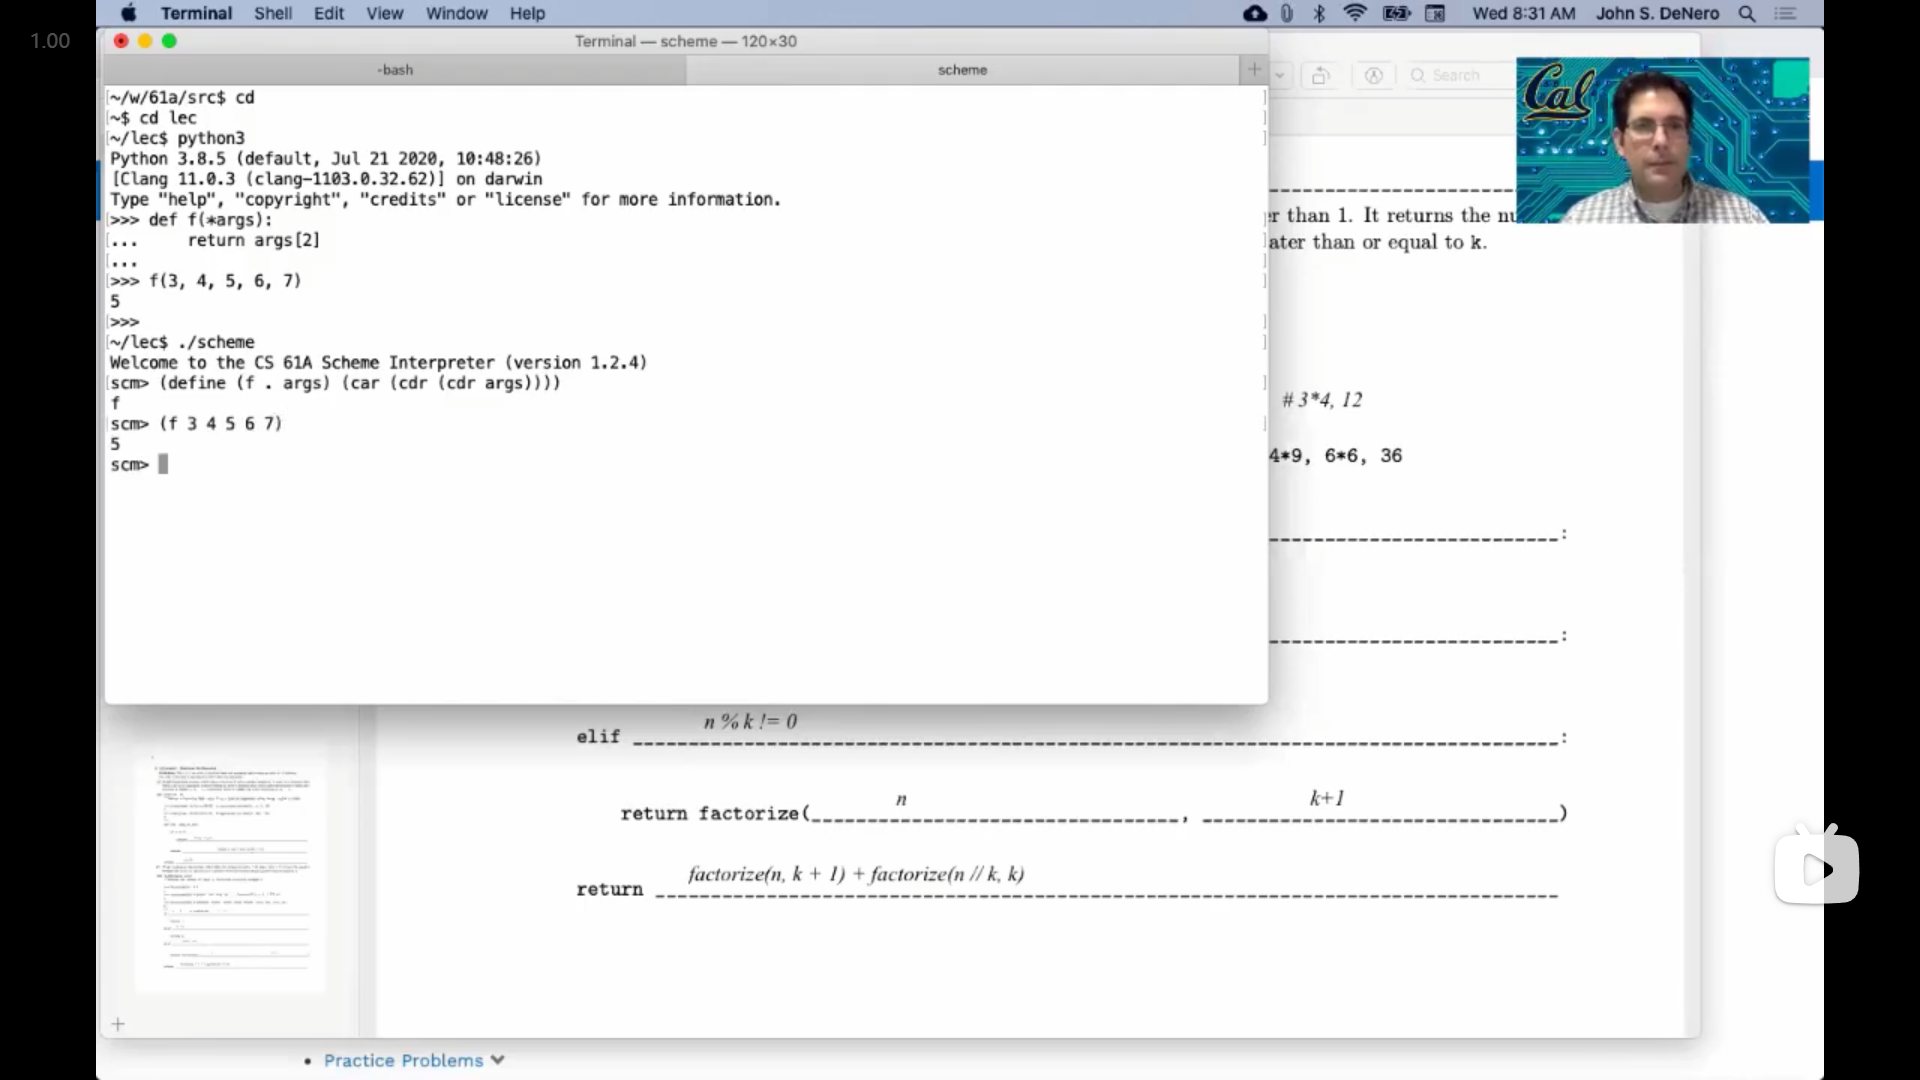 1.00
Terminal Shell Edit View Window Help Wed 8:31 AM John S. DeNero
Terminal — scheme — 120×30
-bash scheme
Search
Cal
[~/w/61a/src$ cd
[~$ cd lec
[~/lec$ python3
Python 3.8.5 (default, Jul 21 2020, 10:48:26)
[Clang 11.0.3 (clang-1103.0.32.62)] on darwin
Type "help", "copyright", "credits" or "license" for more information.
[>>> def f(*args):
[...     return args[2]
[...
[>>> f(3, 4, 5, 6, 7)
5
[>>>
[~/lec$ ./scheme
Welcome to the CS 61A Scheme Interpreter (version 1.2.4)
[scm> (define (f . args) (car (cdr (cdr args))))
f
[scm> (f 3 4 5 6 7)
5
scm>
than 1. It returns the
ater than or equal to k.
# 3*4, 12
4*9, 6*6, 36
:
:
elif n % k != 0 :
return factorize( n , k+1 )
return factorize(n, k + 1) + factorize(n // k, k)
• Practice Problems